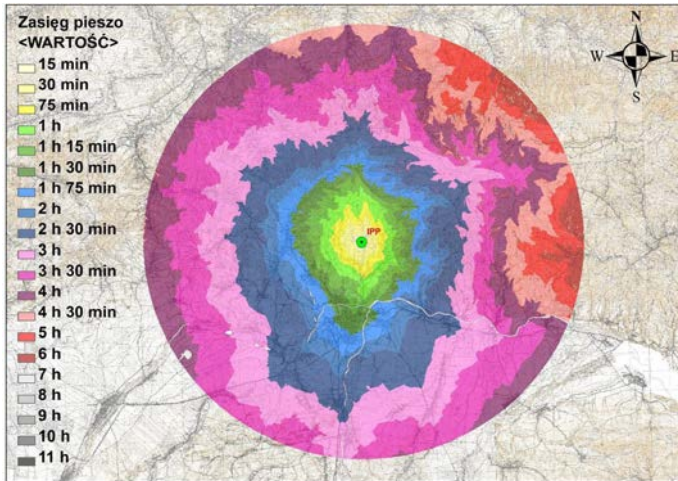 Zasięg pieszo
<WARTOŚĆ>
15 min
30 min
75 min
1 h
1 h 15 min
1 h 30 min
1 h 75 min
2 h
2 h 30 min
3 h
3 h 30 min
4 h
4 h 30 min
5 h
6 h
7 h
8 h
9 h
10 h
11 h
N
W E
S
IPP